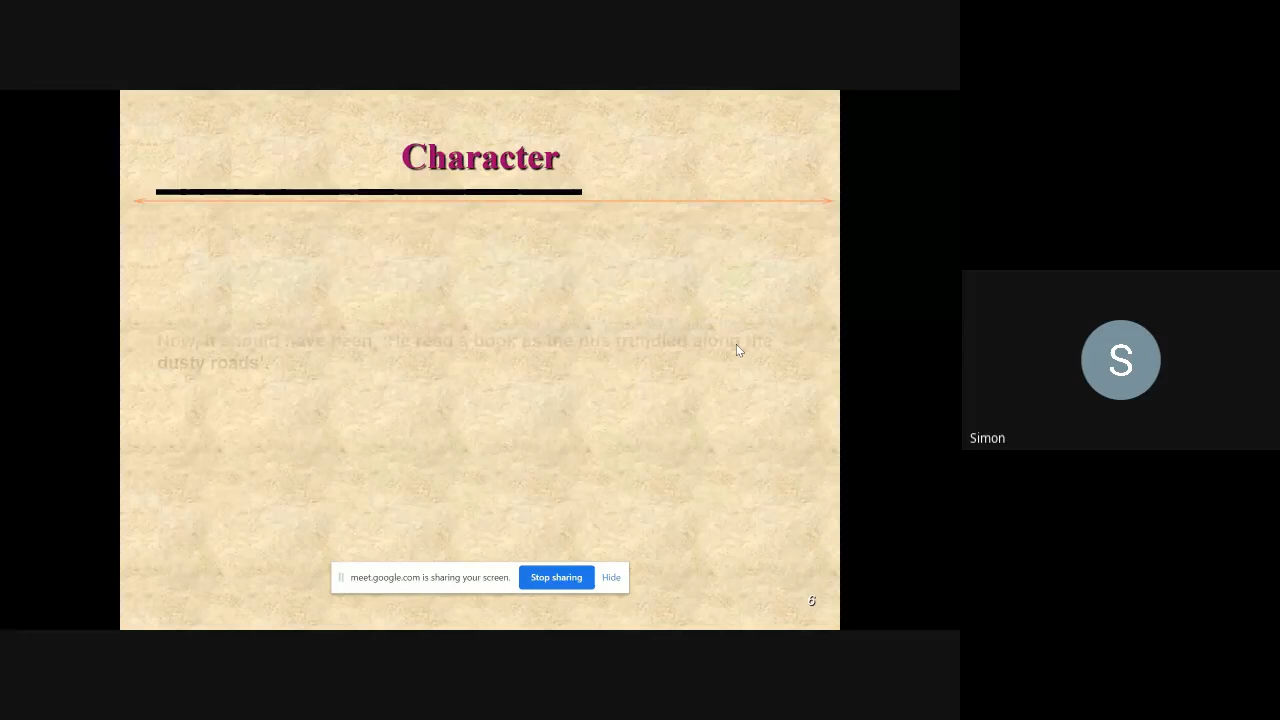 Character
Now, it should have been, 'He read a book as the bus trundled along the
dusty roads'.
meet.google.com is sharing your screen. Stop sharing Hide
6
S
Simon